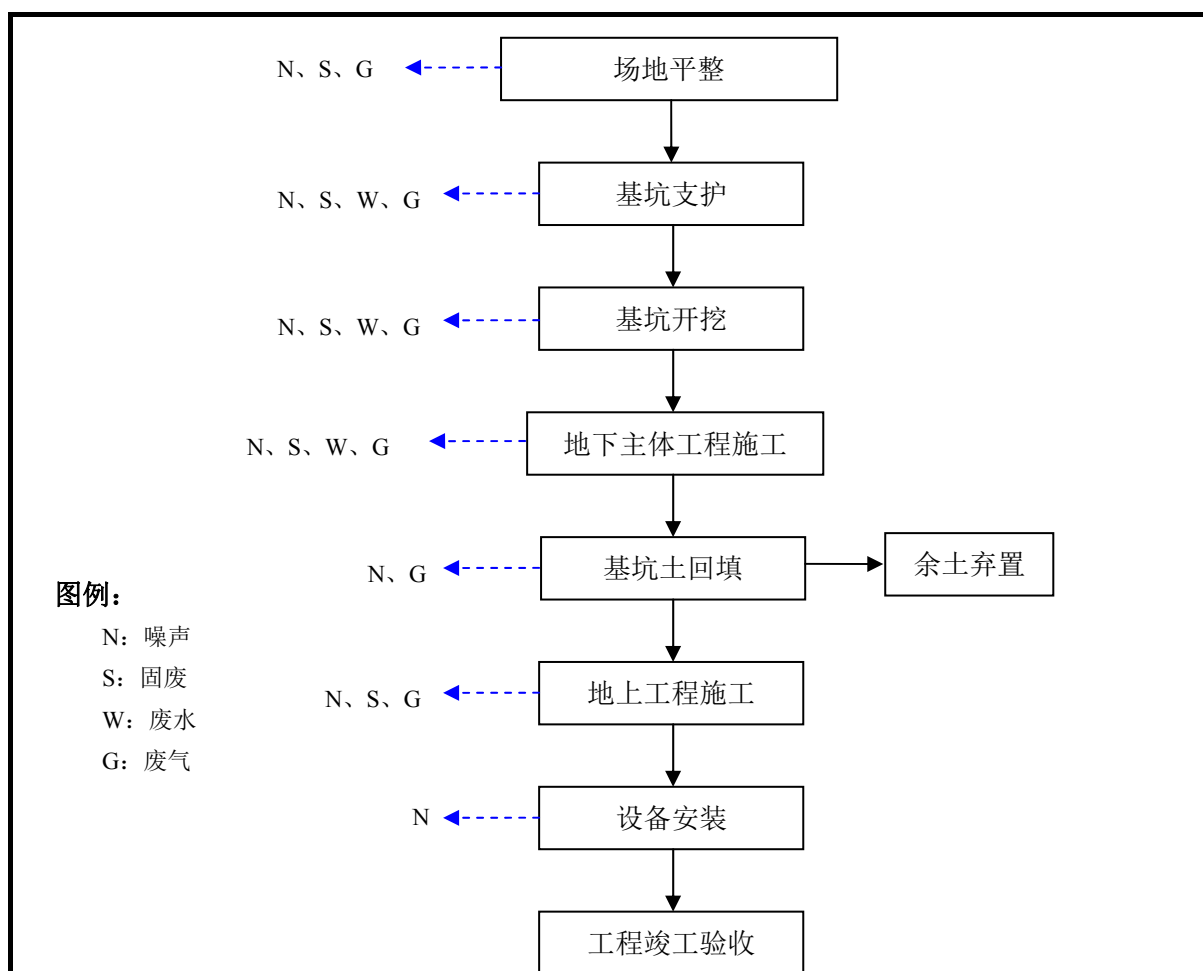 N、S、G
场地平整
N、S、W、G
基坑支护
N、S、W、G
基坑开挖
N、S、W、G
地下主体工程施工
N、G
基坑土回填
余土弃置
图例：
N：噪声
S：固废
W：废水
G：废气
N、S、G
地上工程施工
N
设备安装
工程竣工验收